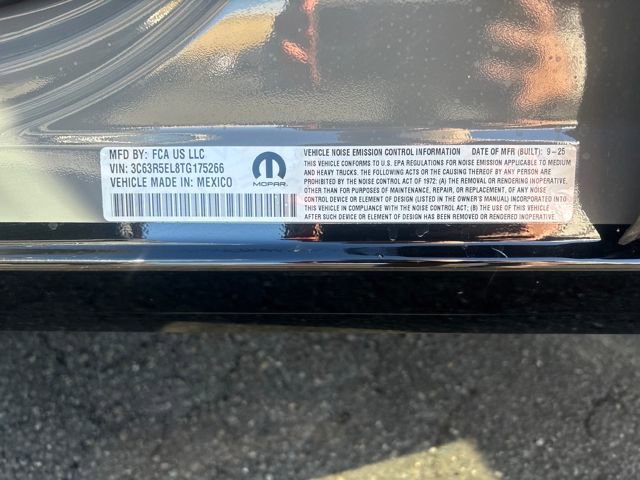 MFD BY: FCA US LLC
VIN: 3C63R5EL8TG175266
VEHICLE MADE IN: MEXICO
MOPAR
VEHICLE NOISE EMISSION CONTROL INFORMATION DATE OF MFR (BUILT): 9-25
THIS VEHICLE CONFORMS TO U.S. EPA REGULATIONS FOR NOISE EMISSION APPLICABLE TO MEDIUM
AND HEAVY TRUCKS. THE FOLLOWING ACTS OR THE CAUSING THEREOF BY ANY PERSON ARE
PROHIBITED BY THE NOISE CONTROL ACT OF 1972: (A) THE REMOVAL OR RENDERING INOPERATIVE,
OTHER THAN FOR PURPOSES OF MAINTENANCE, REPAIR, OR REPLACEMENT, OF ANY NOISE
CONTROL DEVICE OR ELEMENT OF DESIGN (LISTED IN THE OWNER'S MANUAL) INCORPORATED INTO
THIS VEHICLE IN COMPLIANCE WITH THE NOISE CONTROL ACT; (B) THE USE OF THIS VEHICLE
AFTER SUCH DEVICE OR ELEMENT OF DESIGN HAS BEEN REMOVED OR RENDERED INOPERATIVE.